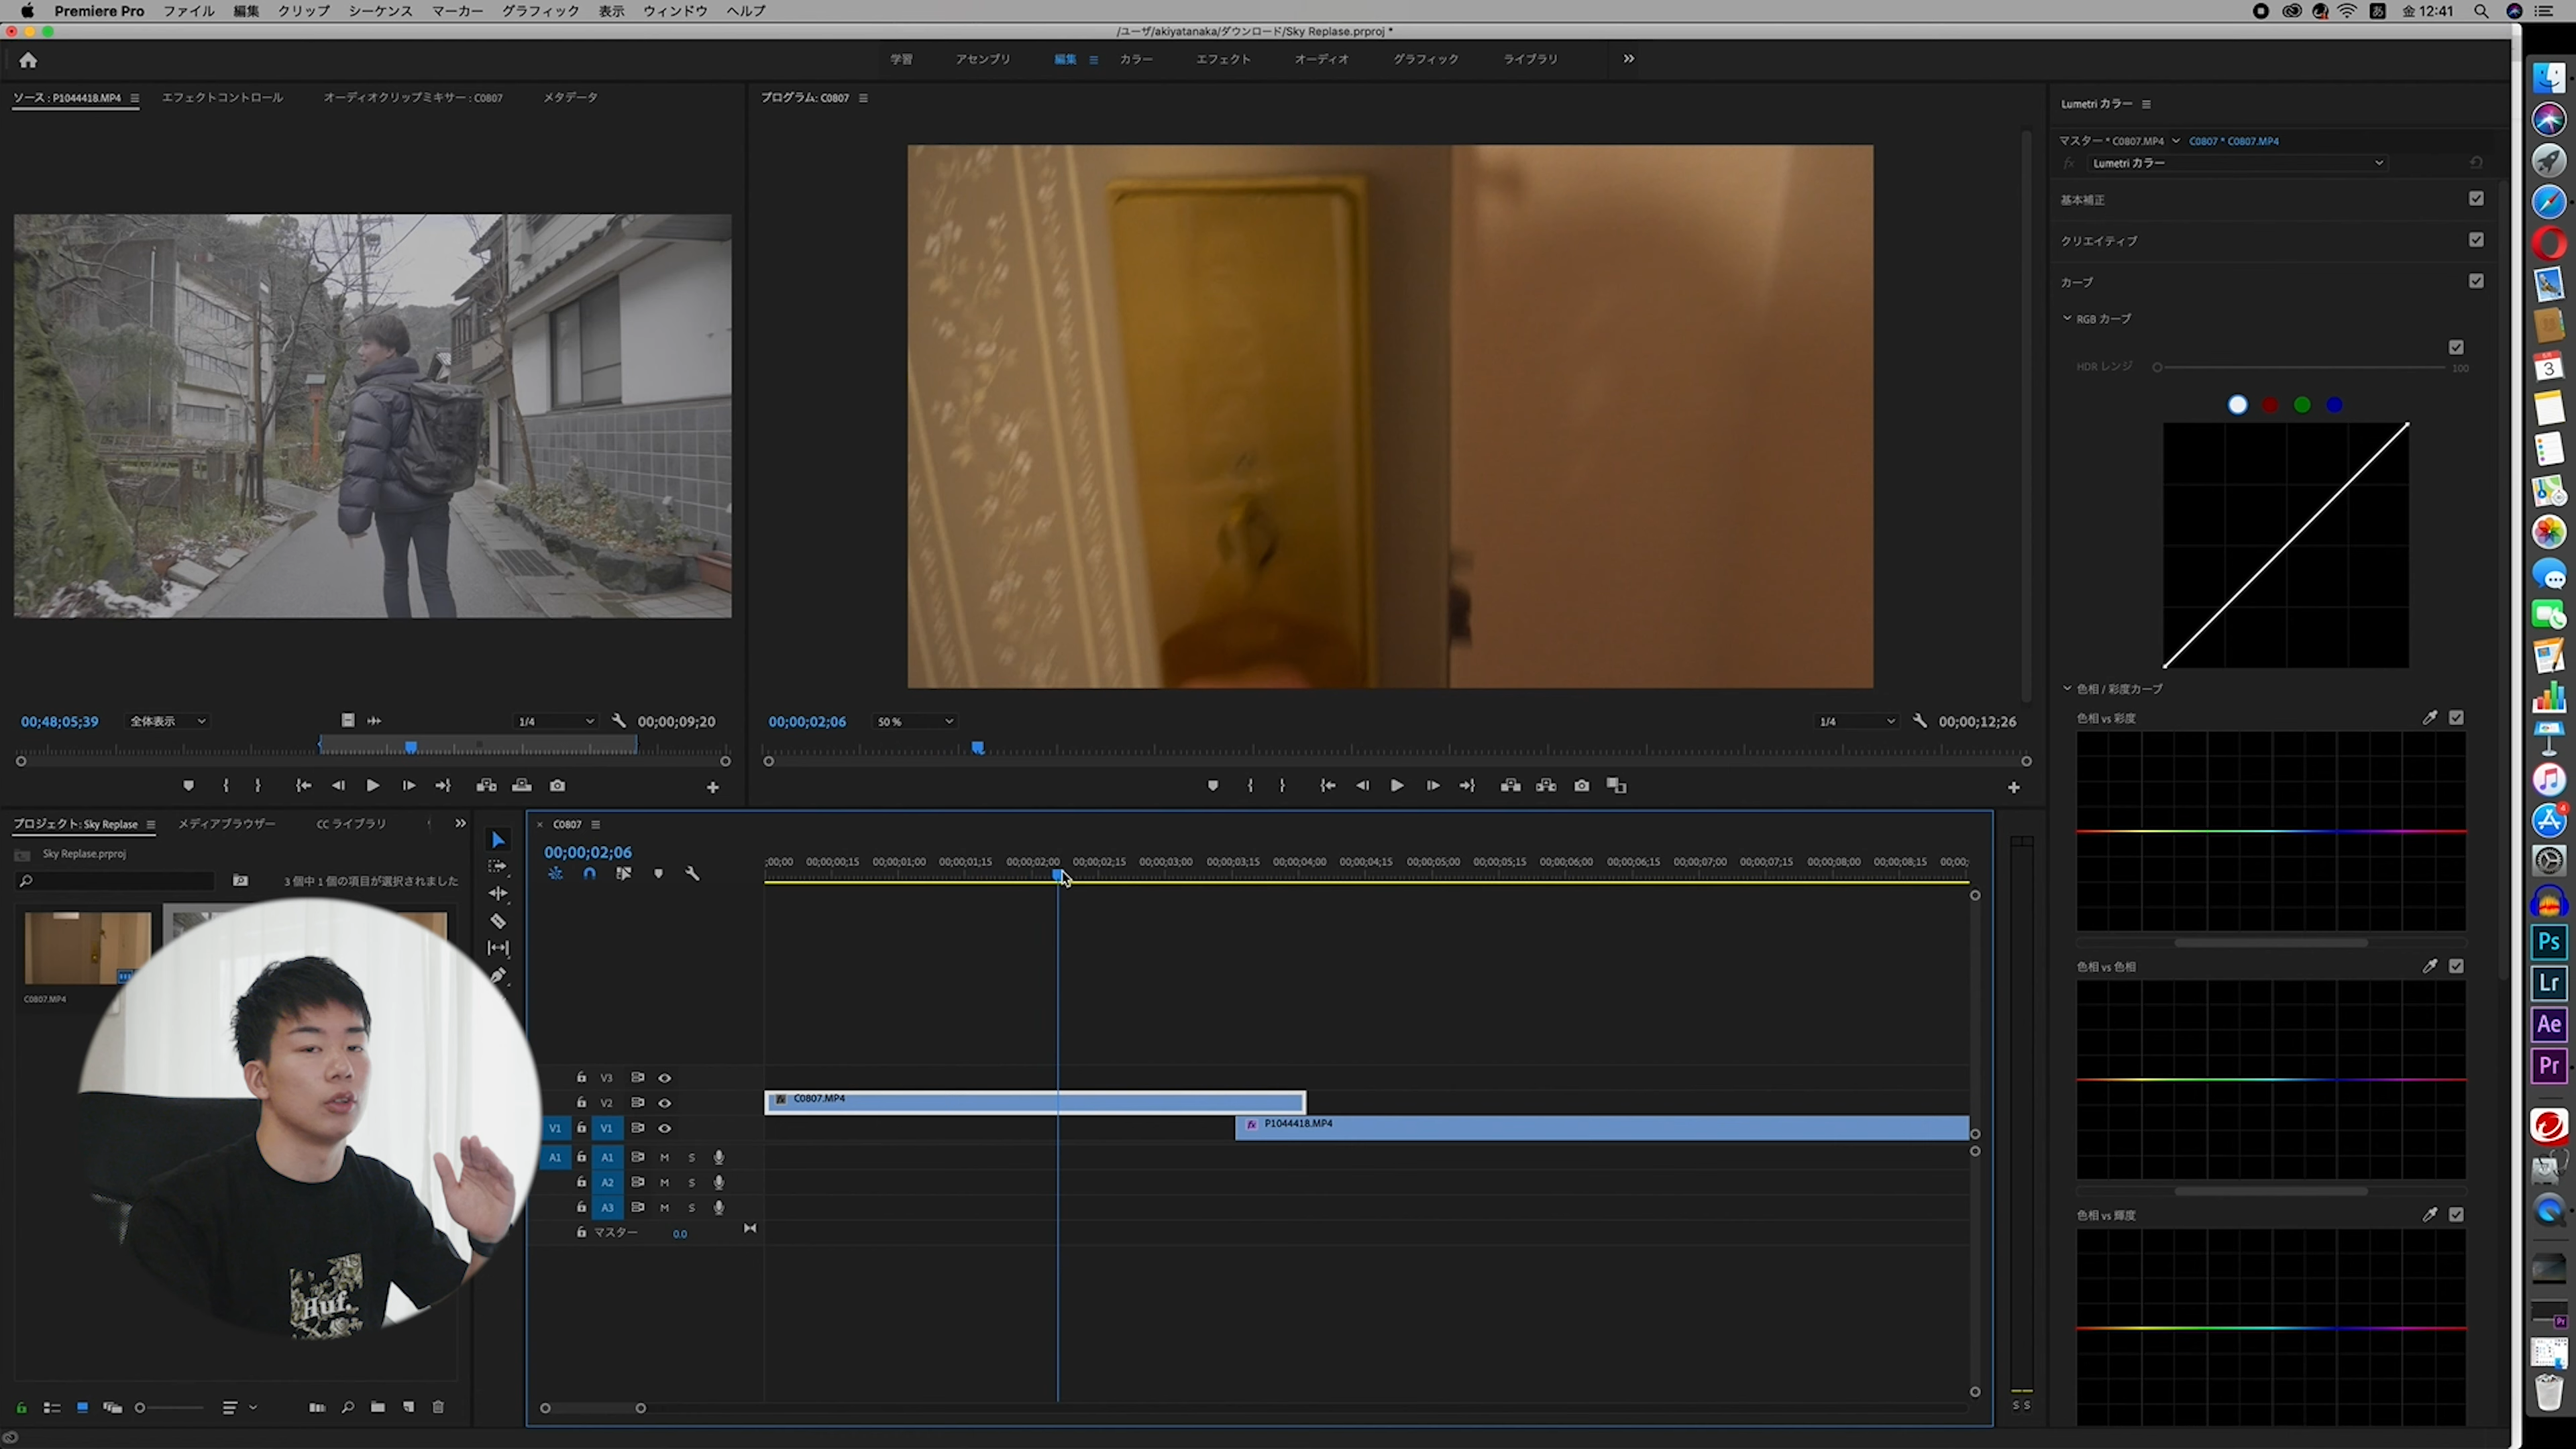 Premiere Pro ファイル 編集 クリップ シーケンス マーカー グラフィック 表示 ウィンドウ ヘルプ
あ 金 12:41
/ユーザ/akiyatanaka/ダウンロード/Sky Replase.prproj *
学習 アセンブリ 編集 カラー エフェクト オーディオ グラフィック ライブラリ
ソース : P1044418.MP4 エフェクトコントロール オーディオクリップミキサー : C0807 メタデータ
プログラム: C0807
Lumetri カラー
マスター * C0807.MP4 C0807 * C0807.MP4
fx Lumetri カラー
基本補正
クリエイティブ
カーブ
RGB カーブ
HDR レンジ 100
色相 / 彩度カーブ
色相 vs 彩度
色相 vs 色相
色相 vs 輝度
00;48;05;39 全体表示 1/4 00;00;09;20
00;00;02;06 50 % 1/4 00;00;12;26
プロジェクト: Sky Replase メディアブラウザー CC ライブラリ
Sky Replase.prproj
3 個中 1 個の項目が選択されました
C0807.MP4
× C0807
00;00;02;06
;00;00 00;00;00;15 00;00;01;00 00;00;01;15 00;00;02;00 00;00;02;15 00;00;03;00 00;00;03;15 00;00;04;00 00;00;04;15 00;00;05;00 00;00;05;15 00;00;06;00 00;00;06;15 00;00;07;00 00;00;07;15 00;00;08;00 00;00;08;15 00;00;
V3
V2 C0807.MP4
V1 V1 fx P1044418.MP4
A1 A1 M S
A2 M S
A3 M S
マスター 0.0
S S
Huf.
3
4
Ps
Lr
Ae
Pr
Pr